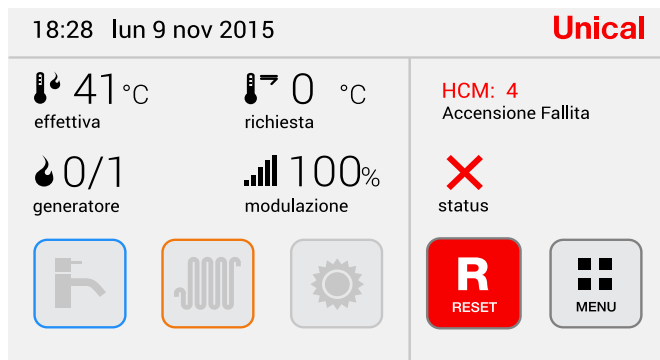 18:28 lun 9 nov 2015
Unical
41 °C
effettiva
0 °C
richiesta
HCM: 4
Accensione Fallita
0/1
generatore
100%
modulazione
status
R
RESET
MENU